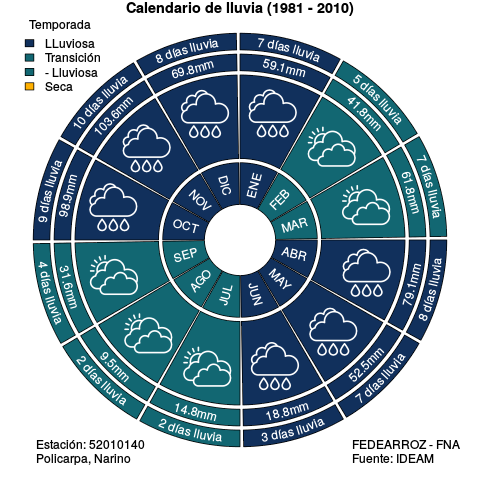 Calendario de lluvia (1981 - 2010)
Temporada
LLuviosa
Transición
- Lluviosa
Seca
7 días lluvia
59.1mm
ENE
5 días lluvia
41.8mm
FEB
7 días lluvia
61.8mm
MAR
8 días lluvia
79.1mm
ABR
7 días lluvia
52.5mm
MAY
3 días lluvia
18.8mm
JUN
2 días lluvia
14.8mm
JUL
2 días lluvia
9.5mm
AGO
4 días lluvia
31.6mm
SEP
9 días lluvia
98.9mm
OCT
10 días lluvia
103.6mm
NOV
8 días lluvia
69.8mm
DIC
Estación: 52010140
Policarpa, Narino
FEDEARROZ - FNA
Fuente: IDEAM